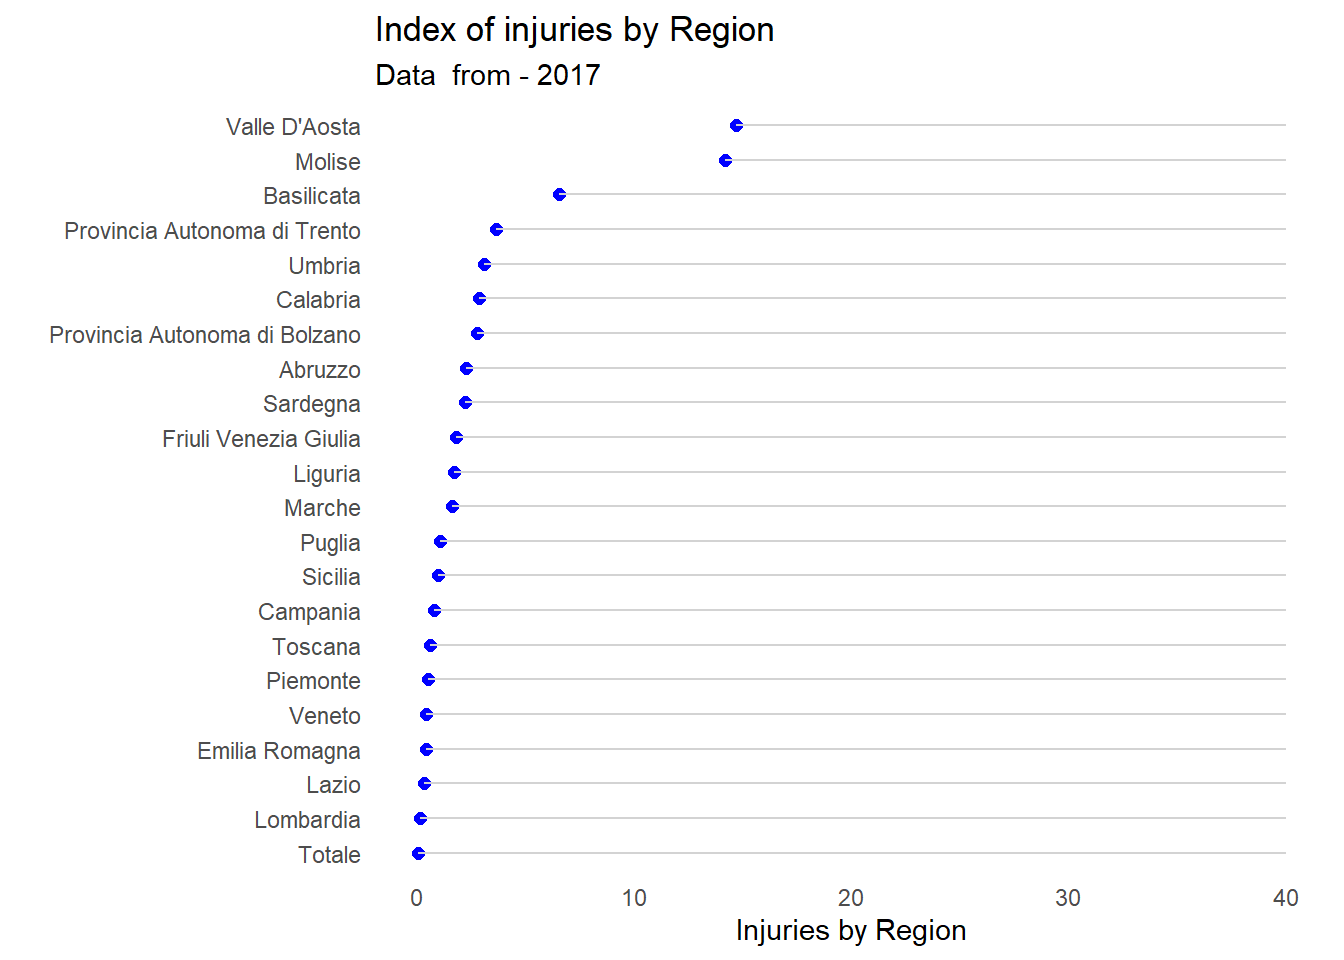 Index of injuries by Region
Data  from - 2017
Valle D'Aosta
Molise
Basilicata
Provincia Autonoma di Trento
Umbria
Calabria
Provincia Autonoma di Bolzano
Abruzzo
Sardegna
Friuli Venezia Giulia
Liguria
Marche
Puglia
Sicilia
Campania
Toscana
Piemonte
Veneto
Emilia Romagna
Lazio
Lombardia
Totale
0 10 20 30 40
Injuries by Region